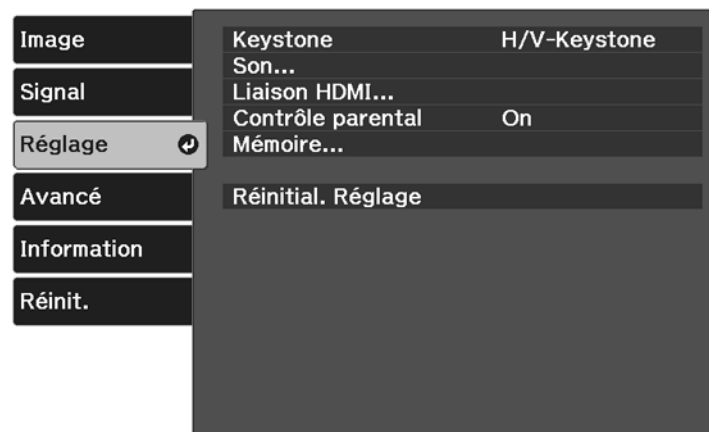 Image
Signal
Réglage
Avancé
Information
Réinit.
Keystone H/V-Keystone
Son...
Liaison HDMI...
Contrôle parental On
Mémoire...
Réinitial. Réglage